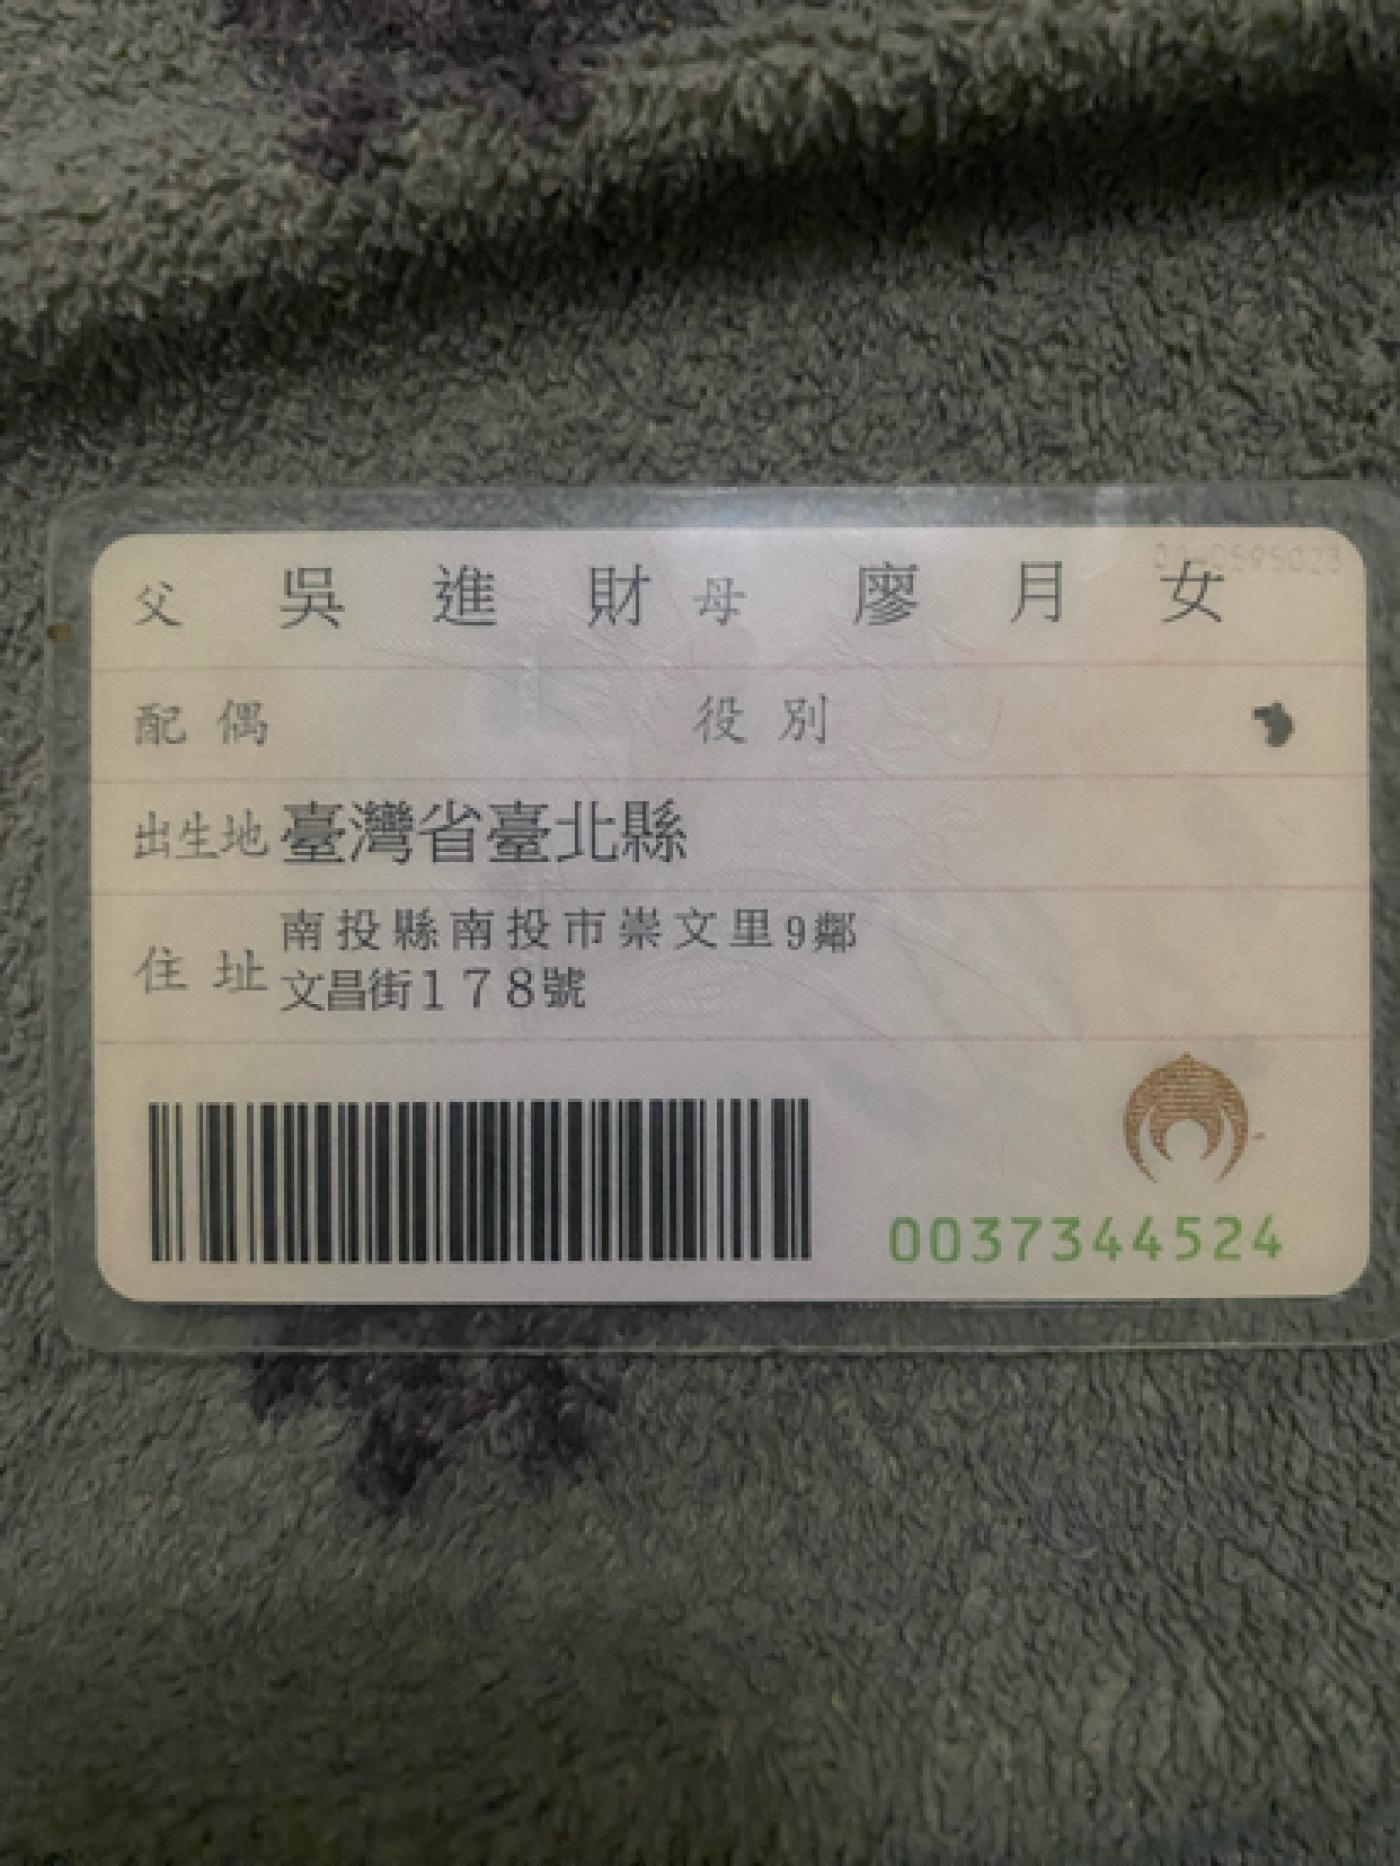 父 吳進財 母 廖月女
配偶 役別
出生地 臺灣省臺北縣
住址 南投縣南投市崇文里9鄰
文昌街178號
0037344524